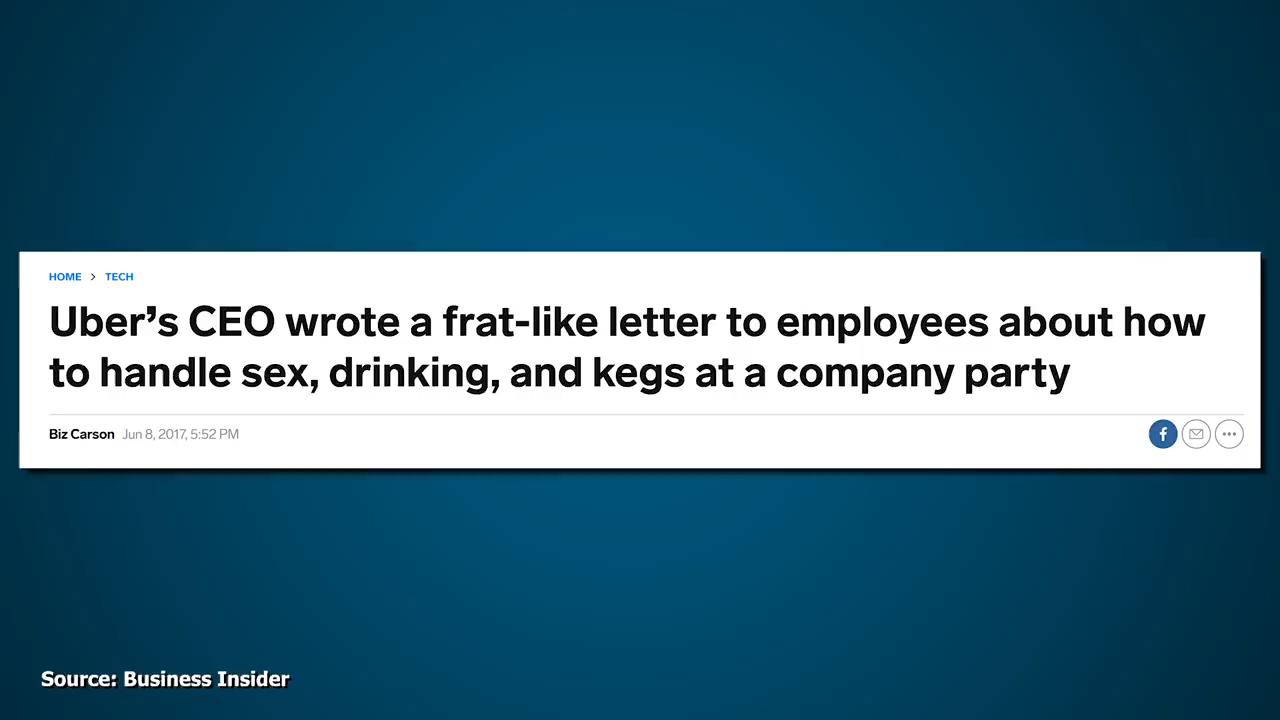 HOME > TECH
Uber’s CEO wrote a frat-like letter to employees about how
to handle sex, drinking, and kegs at a company party
Biz Carson Jun 8, 2017, 5:52 PM
Source: Business Insider